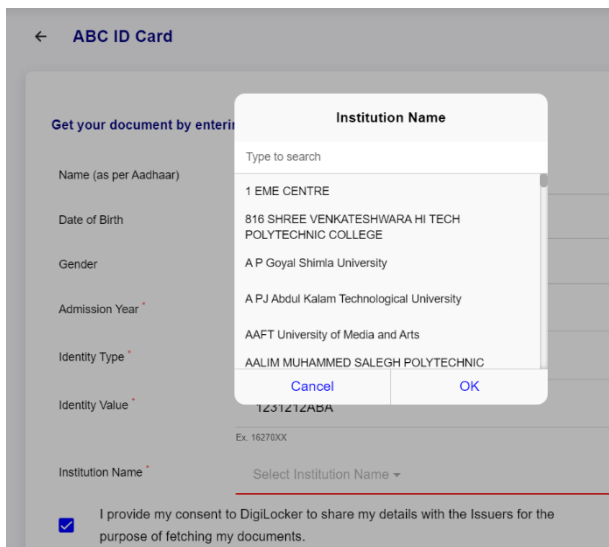 ← ABC ID Card
Get your document by enterin
Institution Name
Type to search
Name (as per Aadhaar)
1 EME CENTRE
Date of Birth
816 SHREE VENKATESHWARA HI TECH
POLYTECHNIC COLLEGE
Gender
A P Goyal Shimla University
Admission Year *
A PJ Abdul Kalam Technological University
AAFT University of Media and Arts
Identity Type *
AALIM MUHAMMED SALEGH POLYTECHNIC
Cancel OK
Identity Value *
1231212ABA
Ex. 16270XX
Institution Name *
Select Institution Name
I provide my consent to DigiLocker to share my details with the Issuers for the
purpose of fetching my documents.